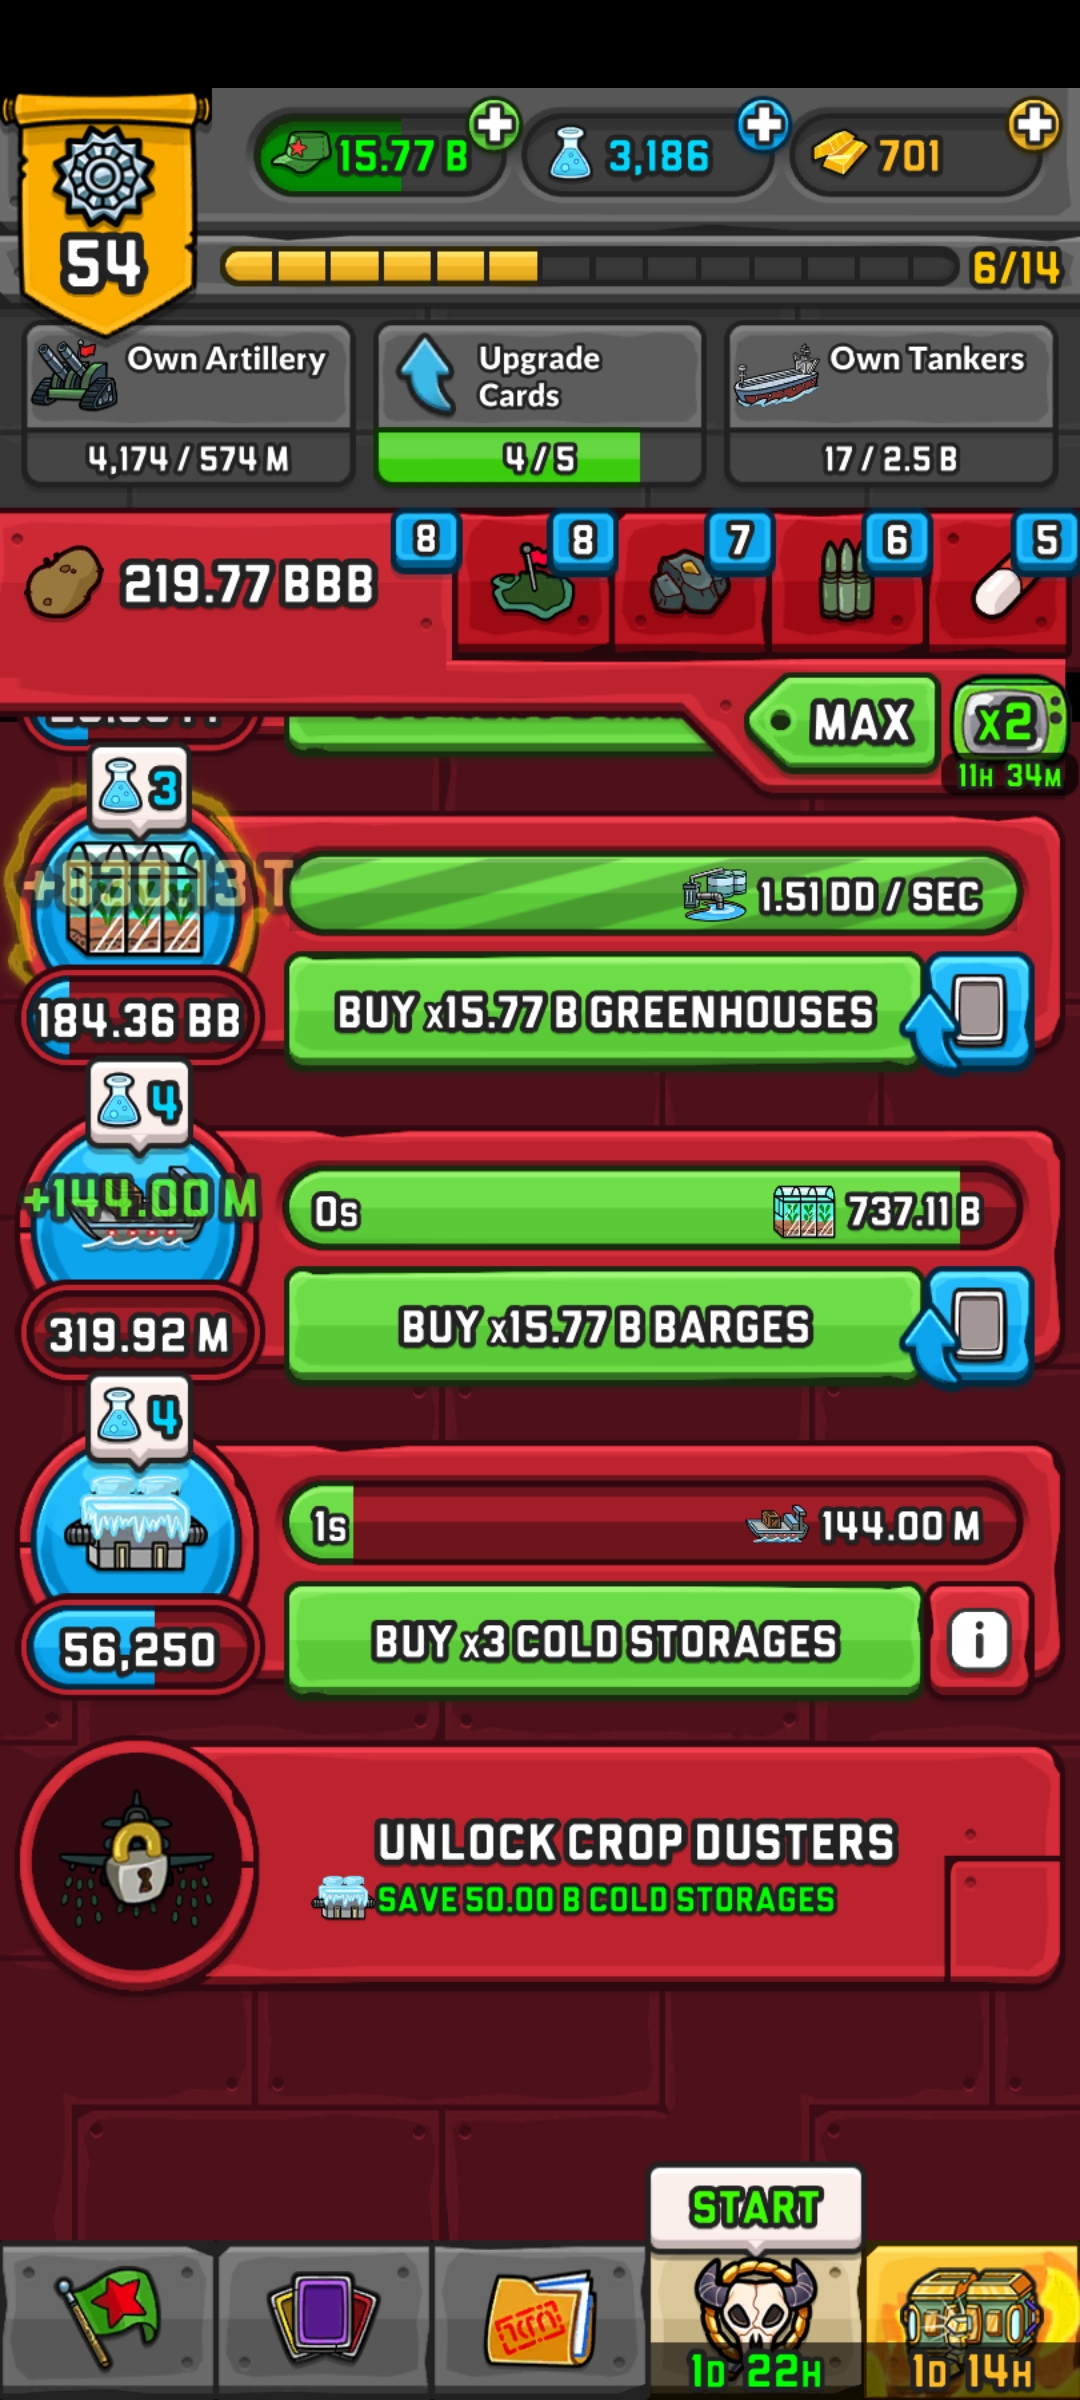 54
15.77 B
3,186
701
6/14
Own Artillery
4,174 / 574 M
Upgrade
Cards
4/5
Own Tankers
17 / 2.5 B
219.77 BBB
8
8
7
6
5
MAX
x2
11H 34M
3
+830.13 T
1.51 DD / SEC
184.36 BB
BUY x15.77 B GREENHOUSES
4
+144.00 M
0s
737.11 B
319.92 M
BUY x15.77 B BARGES
4
1s
144.00 M
56,250
BUY x3 COLD STORAGES
i
UNLOCK CROP DUSTERS
SAVE 50.00 B COLD STORAGES
START
1D 22H
1D 14H